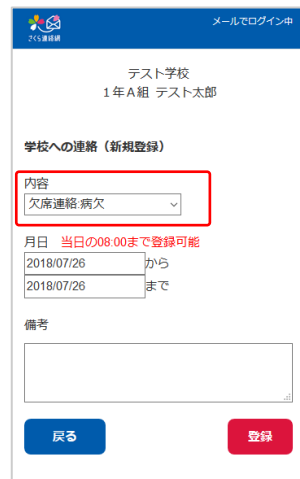 さくら連絡網
メールでログイン中
テスト学校
1年A組 テスト太郎
学校への連絡（新規登録）
内容
欠席連絡:病欠
月日 当日の08:00まで登録可能
2018/07/26 から
2018/07/26 まで
備考
戻る
登録